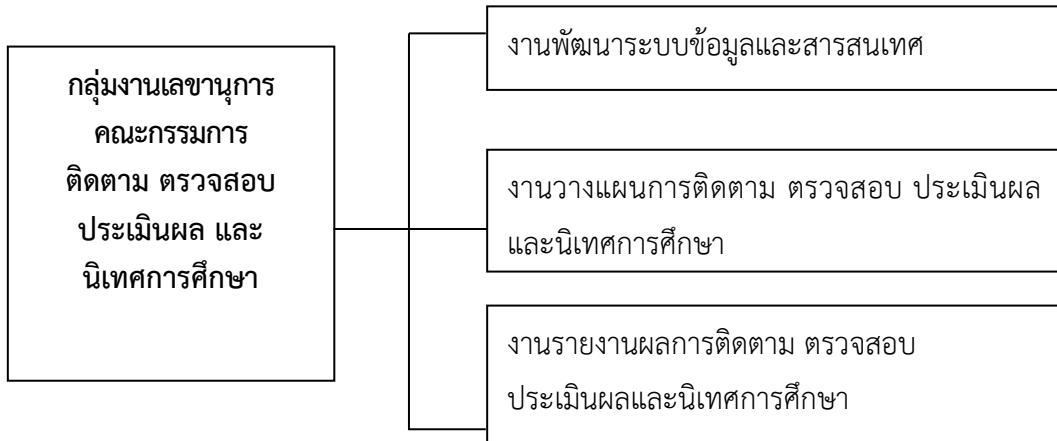 กลุ่มงานเลขานุการ
คณะกรรมการ
ติดตาม ตรวจสอบ
ประเมินผล และ
นิเทศการศึกษา
งานพัฒนาระบบข้อมูลและสารสนเทศ
งานวางแผนการติดตาม ตรวจสอบ ประเมินผล
และนิเทศการศึกษา
งานรายงานผลการติดตาม ตรวจสอบ
ประเมินผลและนิเทศการศึกษา